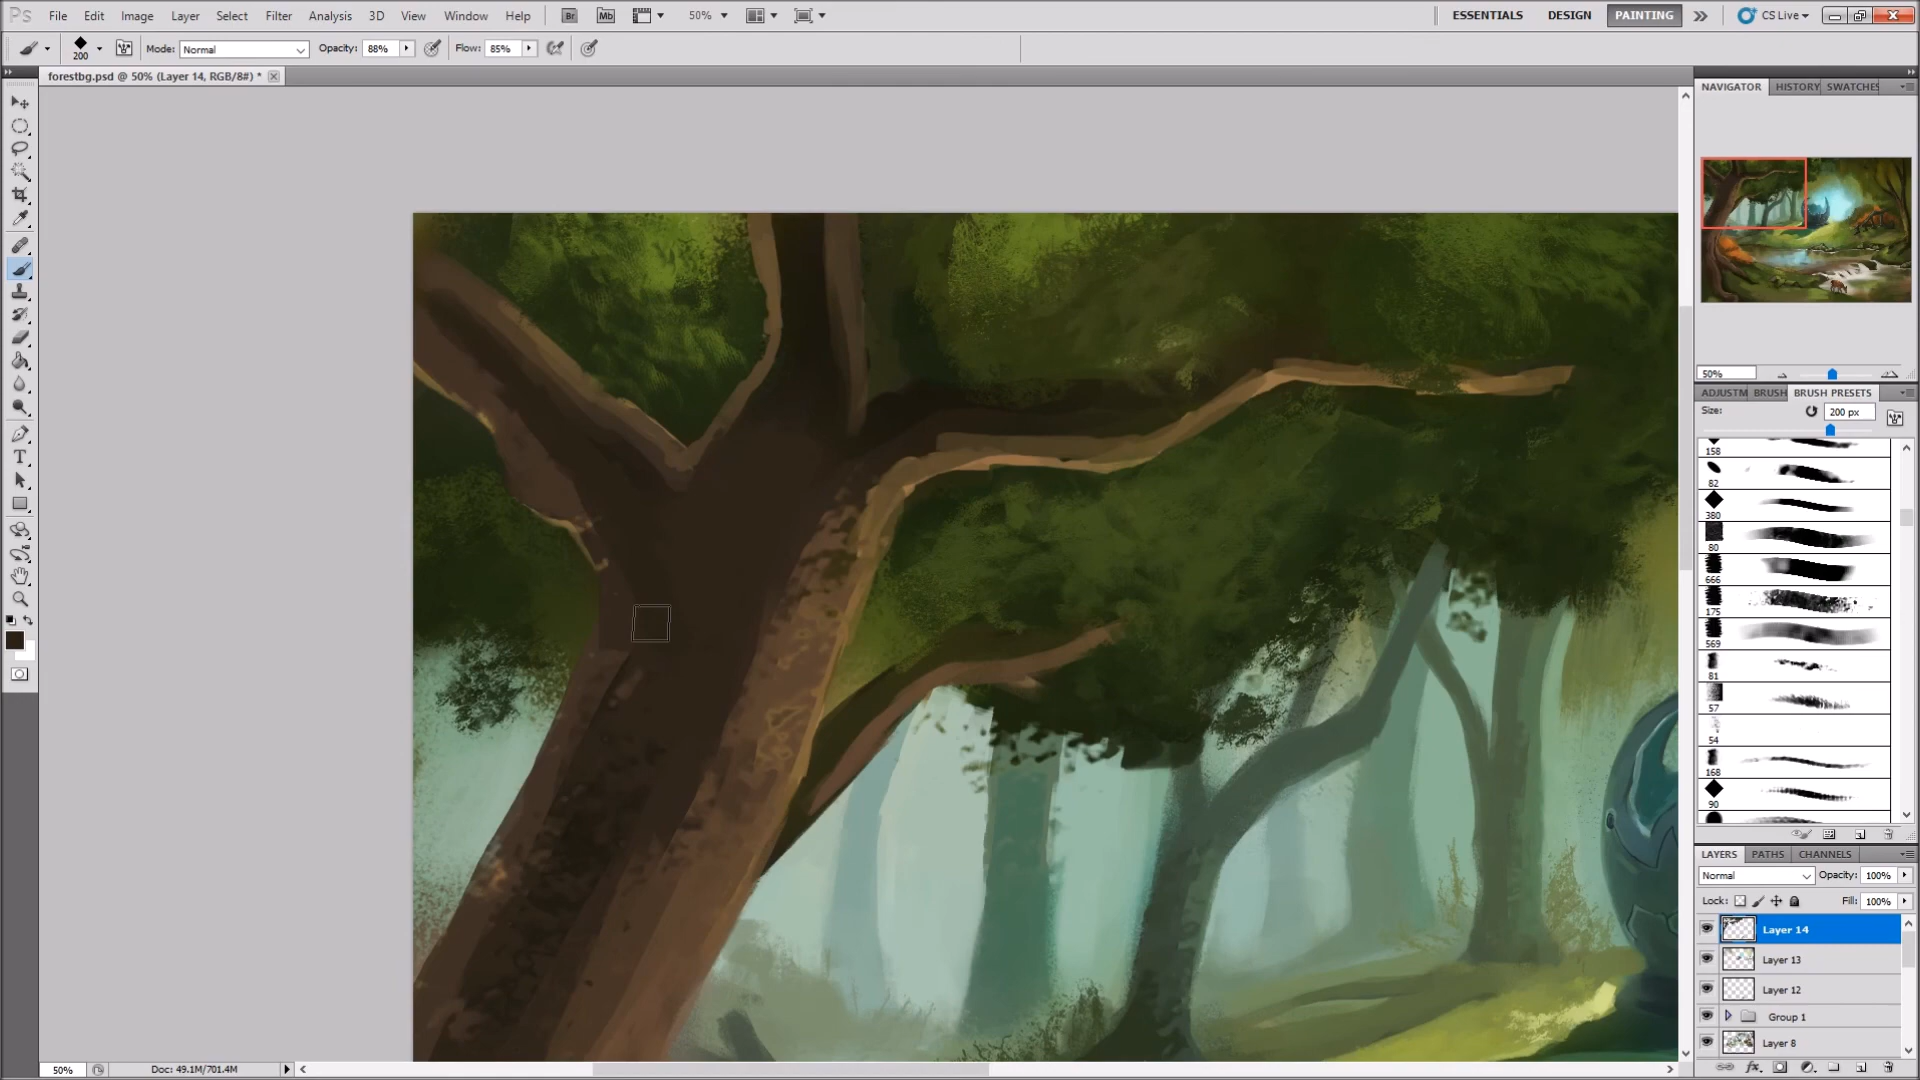 Ps File Edit Image Layer Select Filter Analysis 3D View Window Help Br Mb 50% ESSENTIALS DESIGN PAINTING CS Live
200 Mode: Normal Opacity: 88% Flow: 85%
forestbg.psd @ 50% (Layer 14, RGB/8#) *
NAVIGATOR HISTORY SWATCHES
50%
ADJUSTM BRUSH BRUSH PRESETS
Size: 200 px
158
82
380
80
666
175
569
81
57
54
168
90
LAYERS PATHS CHANNELS
Normal Opacity: 100%
Lock: Fill: 100%
Layer 14
Layer 13
Layer 12
Group 1
Layer 8
50% Doc: 49.1M/701.4M